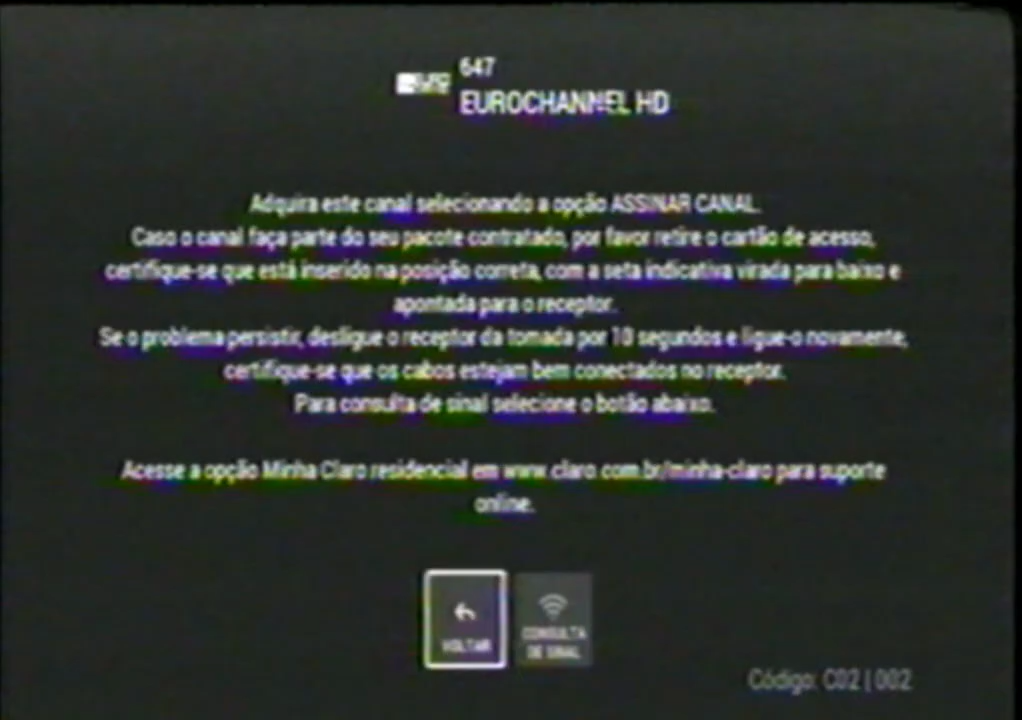 647
EUROCHANNEL HD
Adquira este canal selecionando a opção ASSINAR CANAL.
Caso o canal faça parte do seu pacote contratado, por favor retire o cartão de acesso,
certifique-se que está inserido na posição correta, com a seta indicativa virada para baixo e
apontada para o receptor.
Se o problema persistir, desligue o receptor da tomada por 10 segundos e ligue-o novamente,
certifique-se que os cabos estejam bem conectados no receptor.
Para consulta de sinal selecione o botão abaixo.
Acesse a opção Minha Claro residencial em www.claro.com.br/minha-claro para suporte
online.
VOLTAR
CONSULTA
DE SINAL
Código: C02 | 002